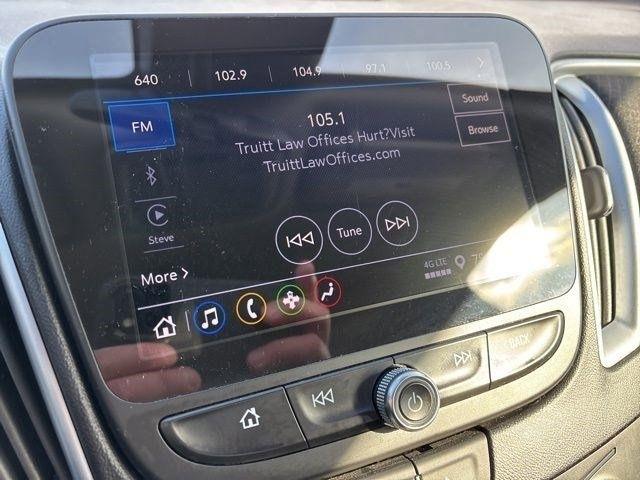 640 102.9 104.9 97.1 100.5
FM
105.1
Sound
Truitt Law Offices Hurt?Visit
TruittLawOffices.com
Browse
Steve
Tune
More
4G LTE
BACK